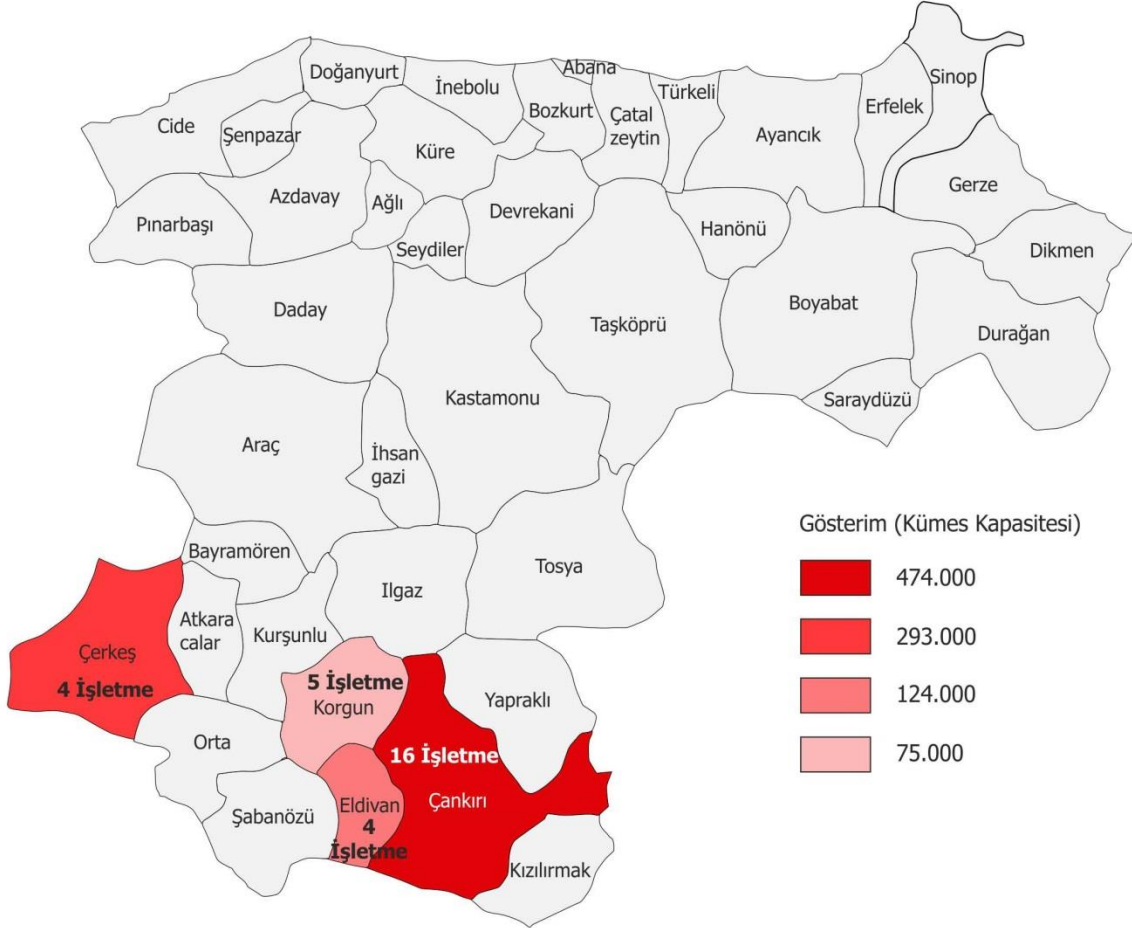 Doğanyurt
İnebolu
Abana
Bozkurt
Çatal
zeytin
Türkeli
Ayancık
Erfelek
Sinop
Cide
Şenpazar
Küre
Gerze
Pınarbaşı
Azdavay
Ağlı
Seydiler
Devrekani
Hanönü
Dikmen
Daday
Taşköprü
Boyabat
Durağan
Kastamonu
Saraydüzü
Araç
İhsan
gazi
Gösterim (Kümes Kapasitesi)
474.000
293.000
124.000
75.000
Bayramören
Ilgaz
Tosya
Atkara
calar
Kurşunlu
Çerkeş
4 İşletme
5 İşletme
Korgun
Yapraklı
Orta
16 İşletme
Çankırı
Şabanözü
Eldivan
4
İşletme
Kızılırmak